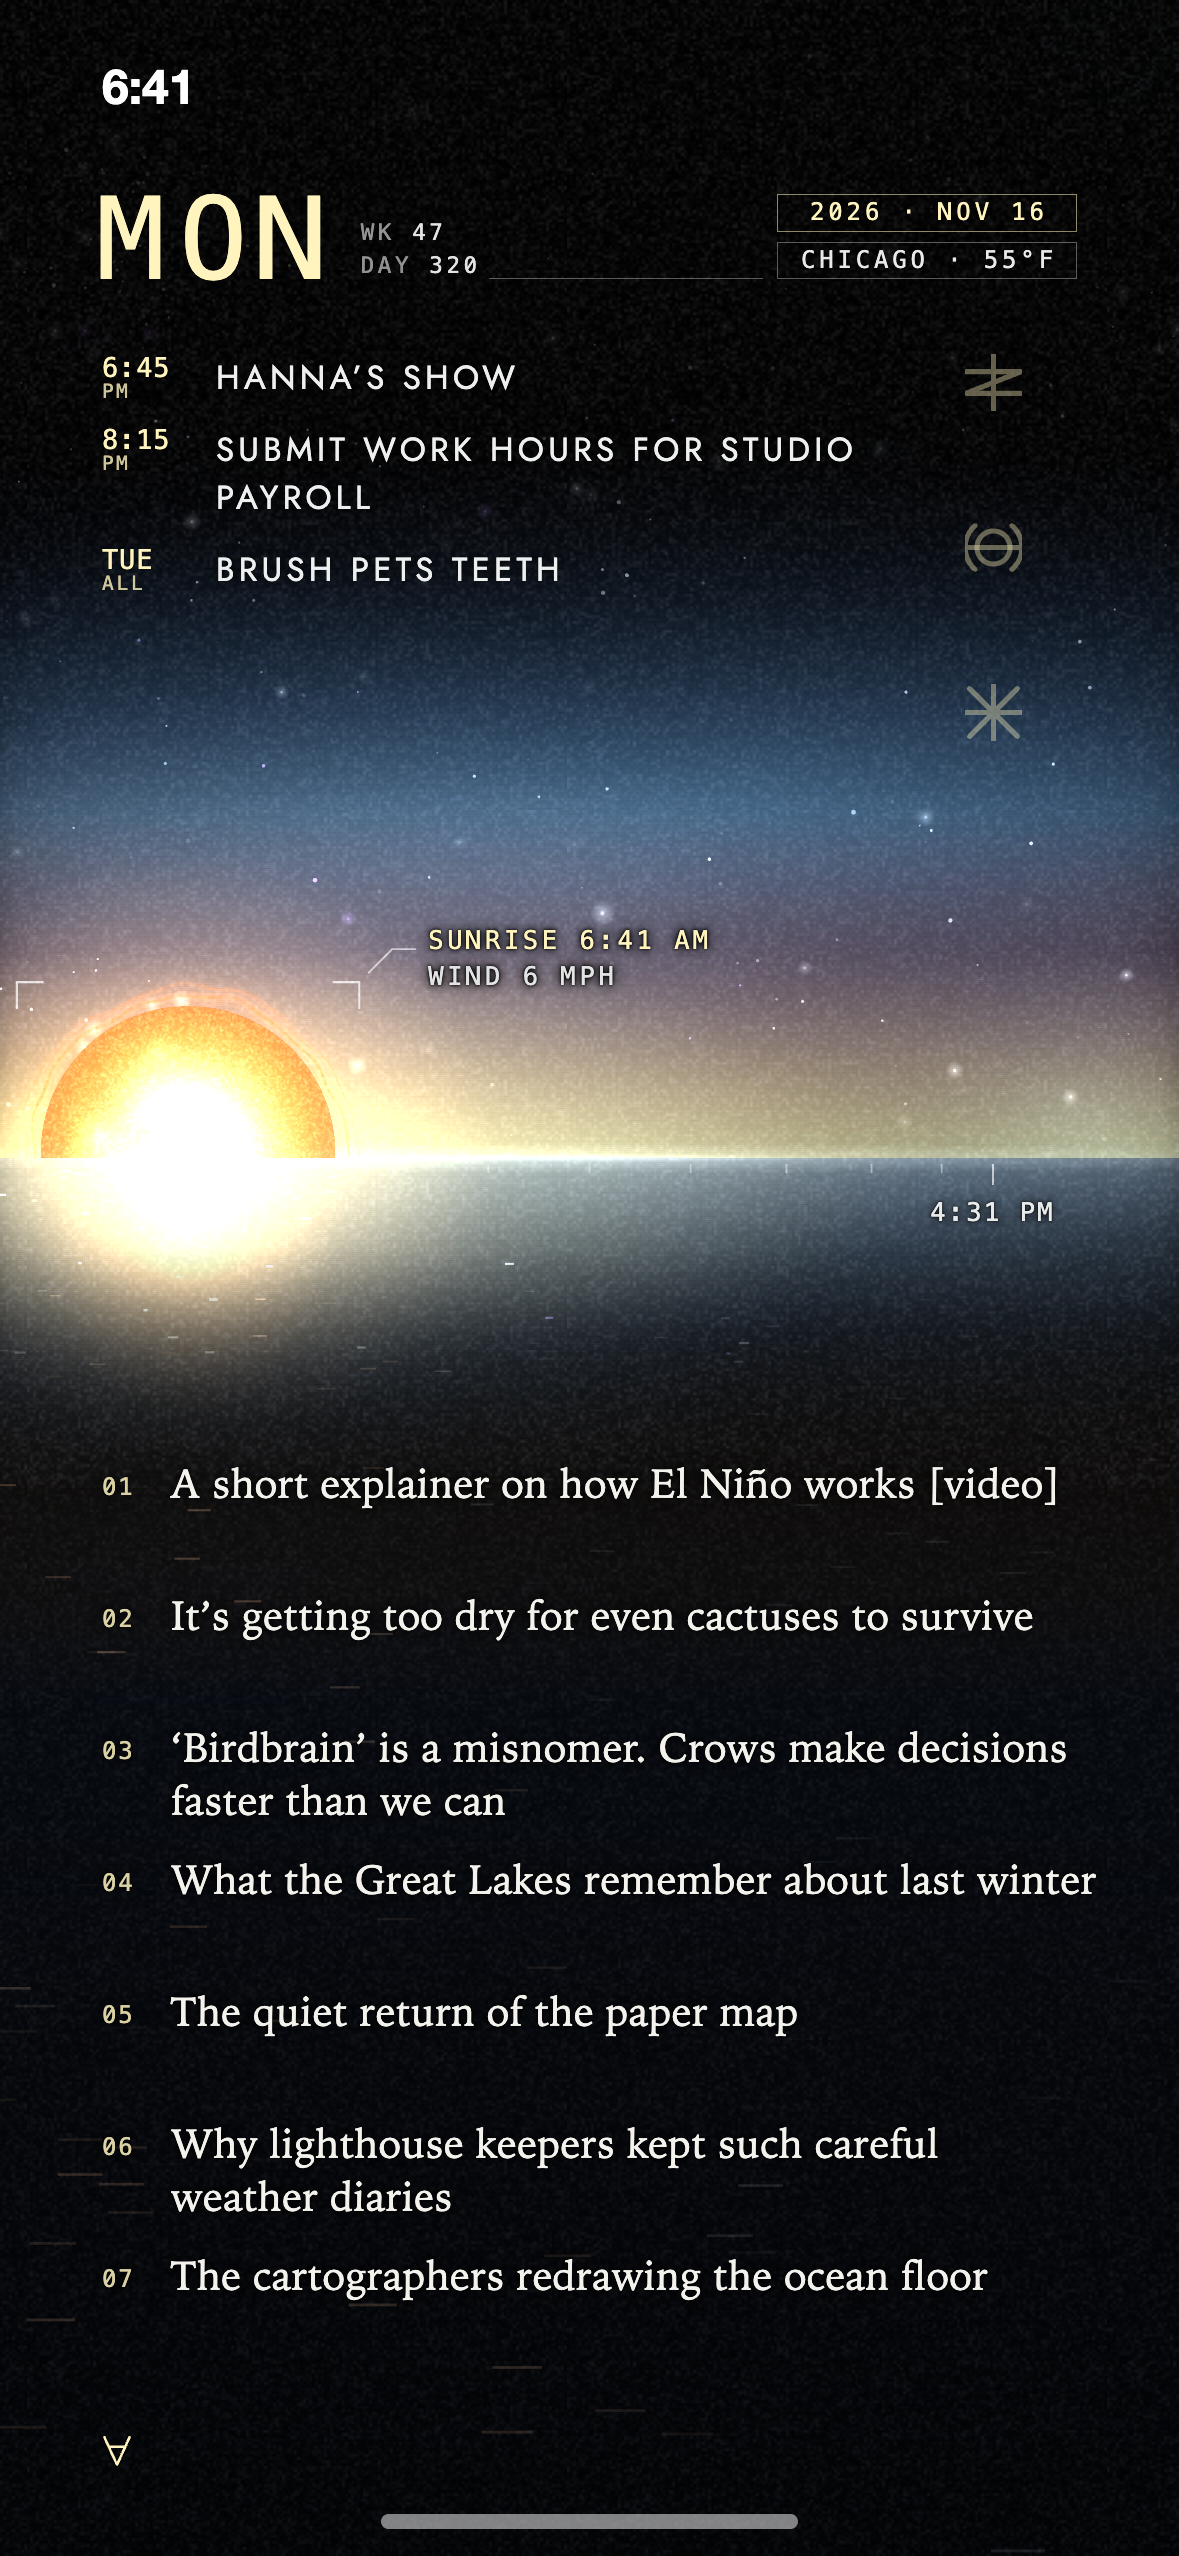 6:41
MON
WK 47
DAY 320
2026 · NOV 16
CHICAGO · 55°F
6:45
PM
HANNA’S SHOW
8:15
PM
SUBMIT WORK HOURS FOR STUDIO
PAYROLL
TUE
ALL
BRUSH PETS TEETH
SUNRISE 6:41 AM
WIND 6 MPH
4:31 PM
01 A short explainer on how El Niño works [video]
02 It’s getting too dry for even cactuses to survive
03 ‘Birdbrain’ is a misnomer. Crows make decisions
faster than we can
04 What the Great Lakes remember about last winter
05 The quiet return of the paper map
06 Why lighthouse keepers kept such careful
weather diaries
07 The cartographers redrawing the ocean floor